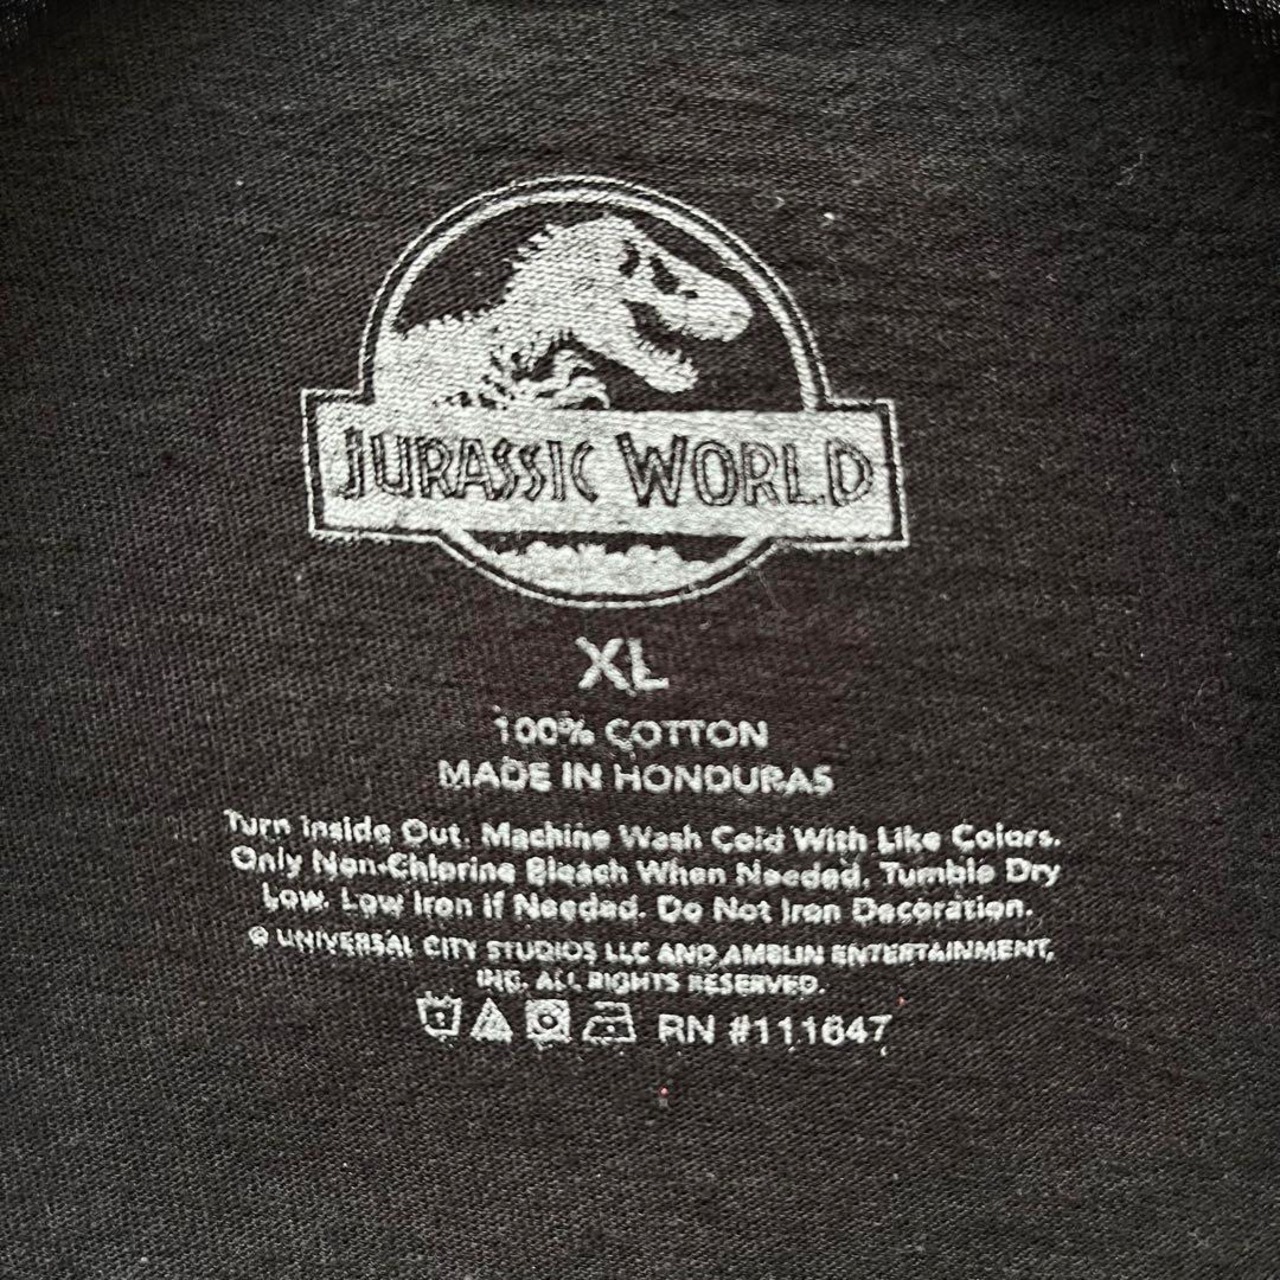 JURASSIC WORLD
XL
100% COTTON
MADE IN HONDURAS
Turn Inside Out. Machine Wash Cold With Like Colors.
Only Non-Chlorine Bleach When Needed. Tumble Dry
Low. Low Iron if Needed. Do Not Iron Decoration.
© UNIVERSAL CITY STUDIOS LLC AND AMBLIN ENTERTAINMENT,
INC. ALL RIGHTS RESERVED.
RN #111647